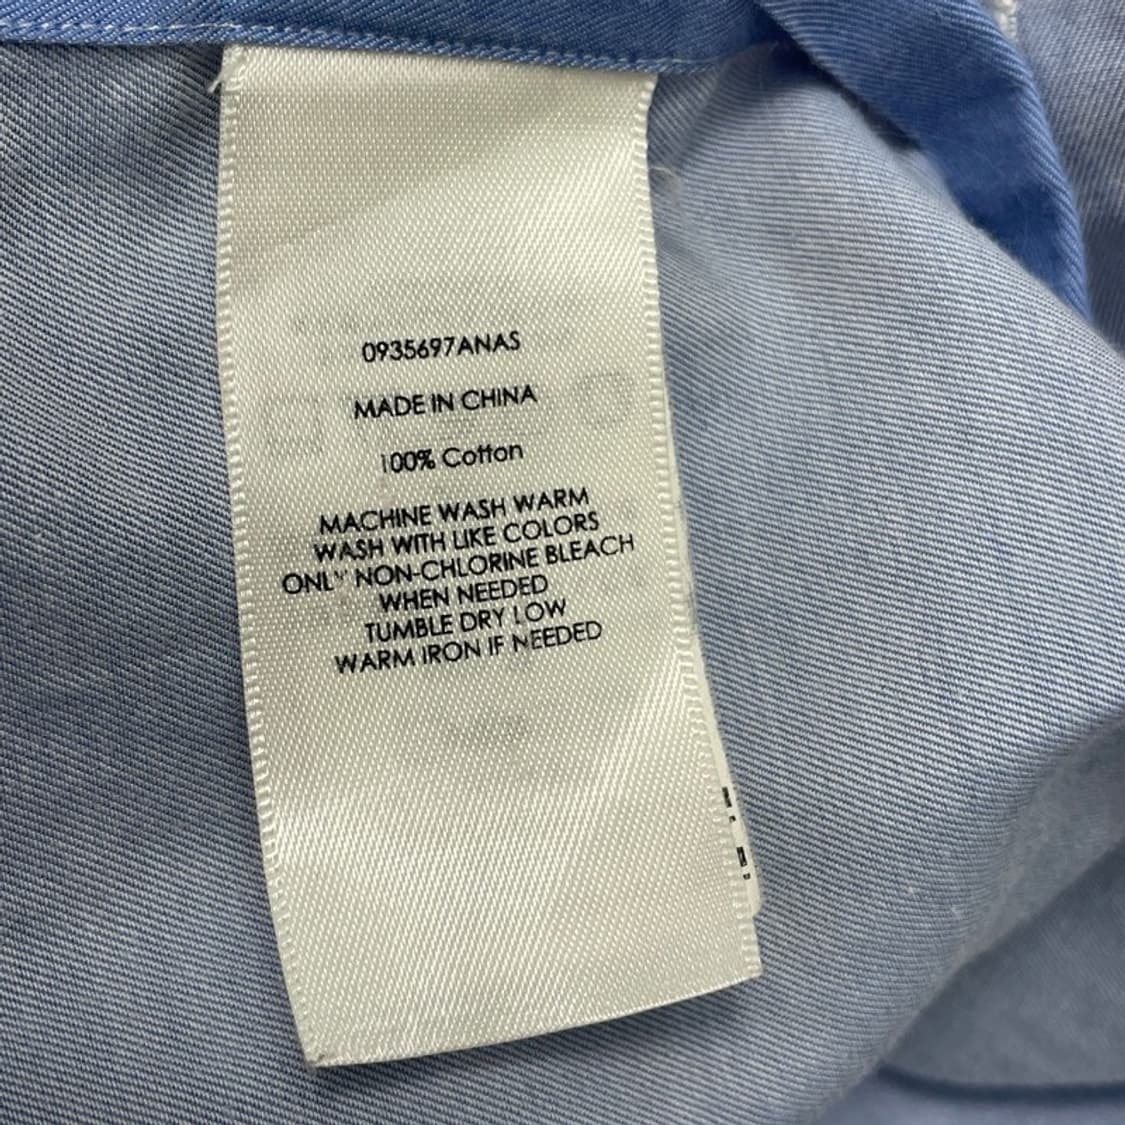 0935697ANAS
MADE IN CHINA
100% Cotton
MACHINE WASH WARM
WASH WITH LIKE COLORS
ONLY NON-CHLORINE BLEACH
WHEN NEEDED
TUMBLE DRY LOW
WARM IRON IF NEEDED